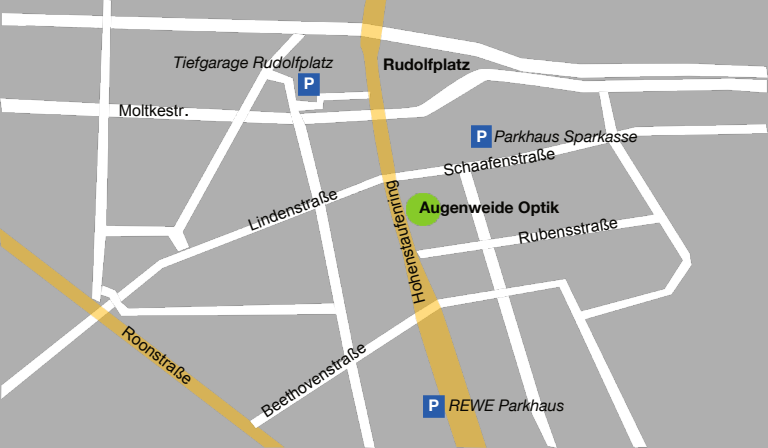 Tiefgarage Rudolfplatz
Rudolfplatz
P
Moltkestr.
P Parkhaus Sparkasse
Schaafenstraße
Lindenstraße
Augenweide Optik
Hohenstaufenring
Rubensstraße
Roonstraße
Beethovenstraße
P REWE Parkhaus